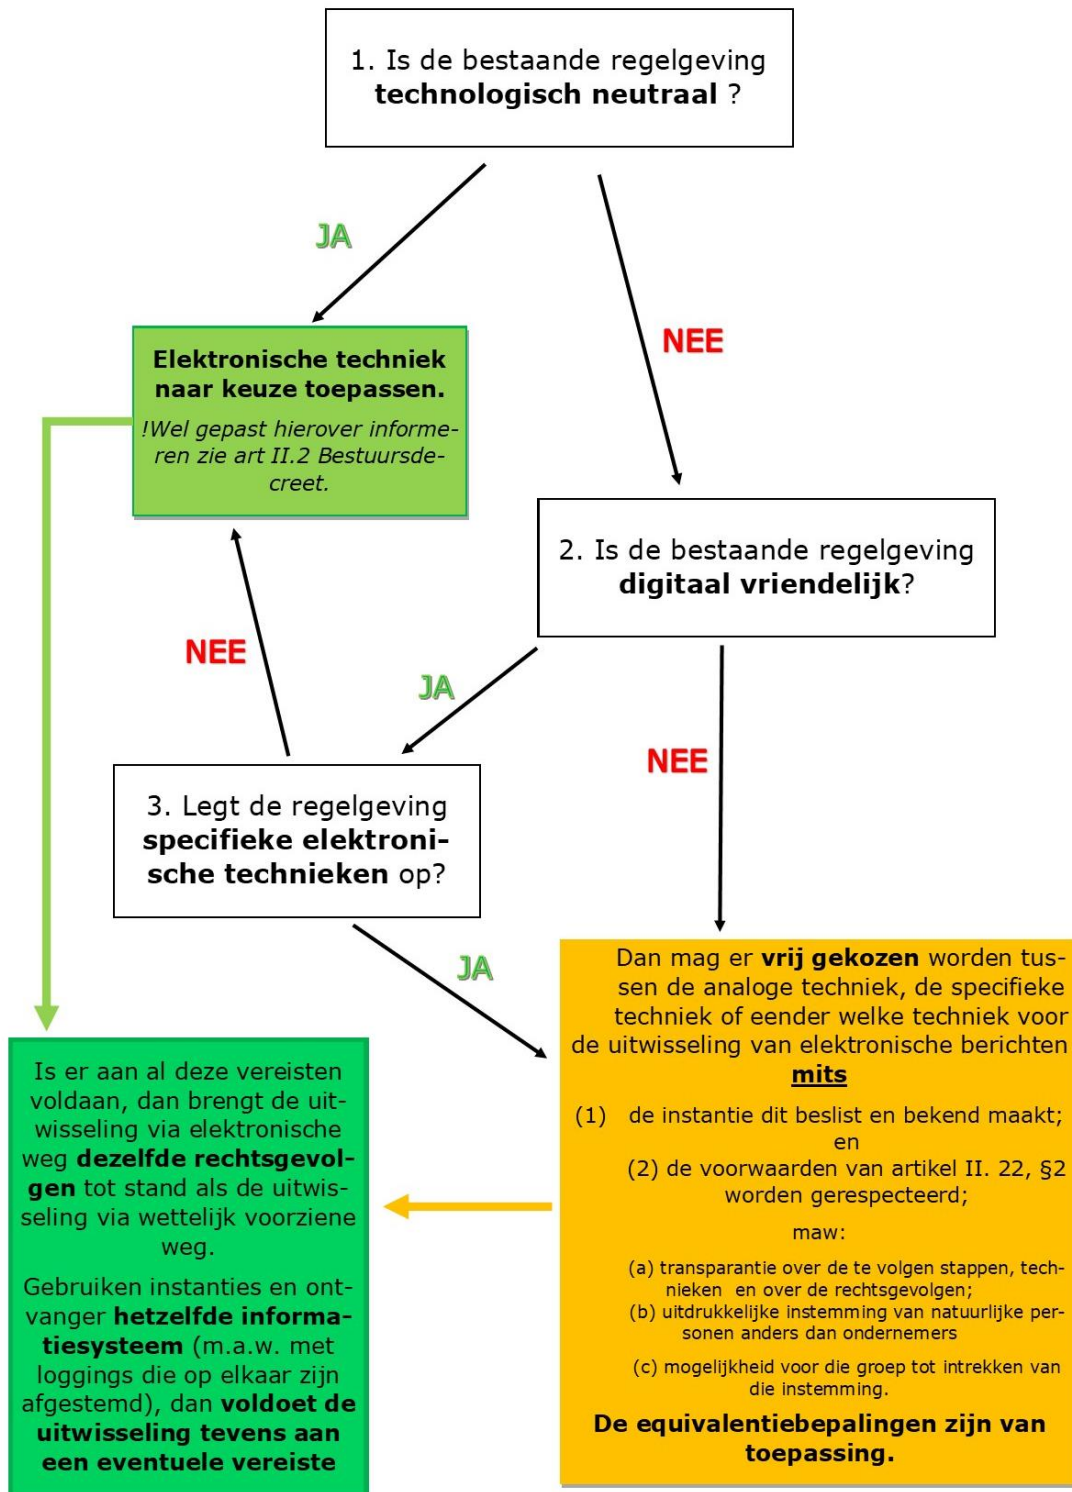 1. Is de bestaande regelgeving
technologisch neutraal ?
JA
NEE
Elektronische techniek
naar keuze toepassen.
!Wel gepast hierover informe-
ren zie art II.2 Bestuursde-
creet.
2. Is de bestaande regelgeving
digitaal vriendelijk?
NEE
JA
NEE
3. Legt de regelgeving
specifieke elektroni-
sche technieken op?
JA
Dan mag er vrij gekozen worden tus-
sen de analoge techniek, de specifieke
techniek of eender welke techniek voor
de uitwisseling van elektronische berichten
mits
(1) de instantie dit beslist en bekend maakt;
en
(2) de voorwaarden van artikel II. 22, §2
worden gerespecteerd;
maw:
(a) transparantie over de te volgen stappen, tech-
nieken en over de rechtsgevolgen;
(b) uitdrukkelijke instemming van natuurlijke per-
sonen anders dan ondernemers
(c) mogelijkheid voor die groep tot intrekken van
die instemming.
De equivalentiebepalingen zijn van
toepassing.
Is er aan al deze vereisten
voldaan, dan brengt de uit-
wisseling via elektronische
weg dezelfde rechtsgevol-
gen tot stand als de uitwis-
seling via wettelijk voorziene
weg.
Gebruiken instanties en ont-
vanger hetzelfde informa-
tiesysteem (m.a.w. met
loggings die op elkaar zijn
afgestemd), dan voldoet de
uitwisseling tevens aan
een eventuele vereiste